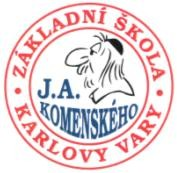 • ZÁKLADNÍ ŠKOLA •
J.A.
KOMENSKÉHO
KARLOVY VARY